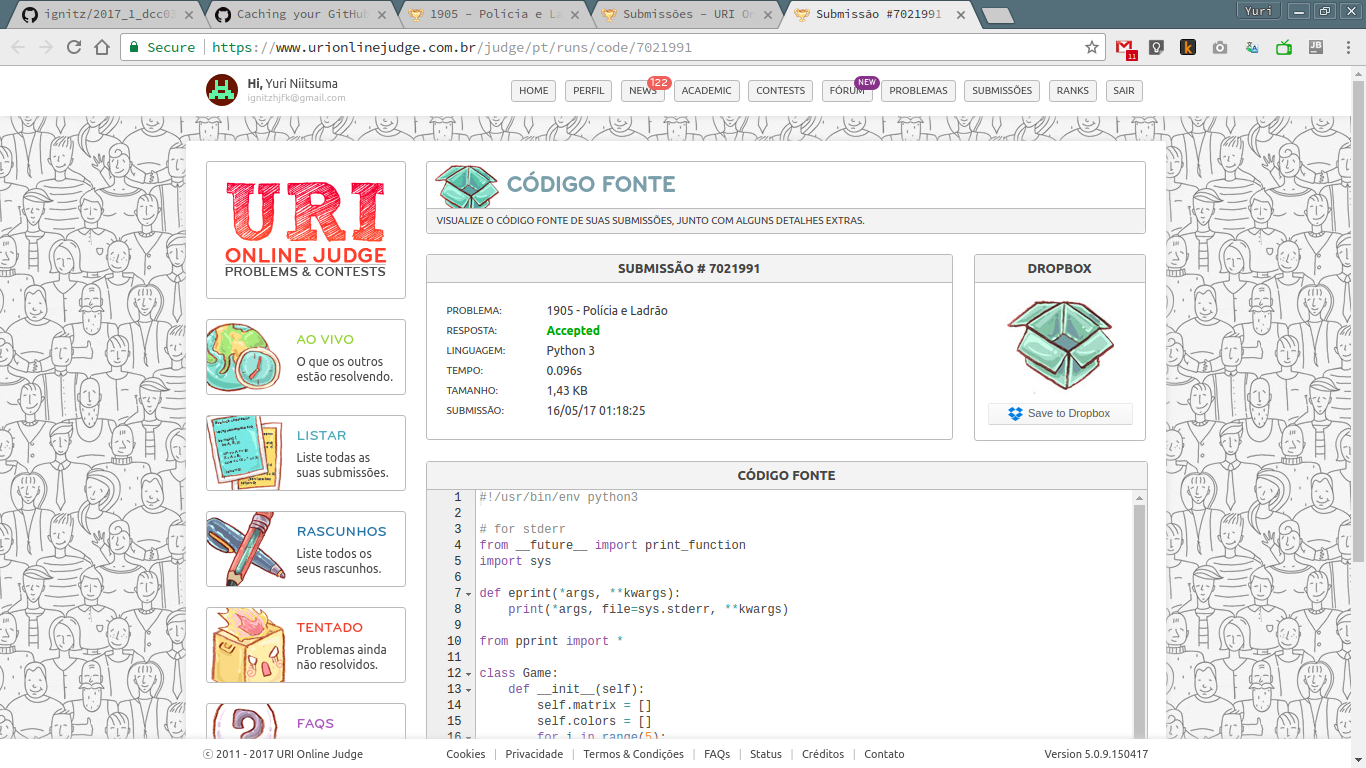 ignitz/2017_1_dcc03
Caching your GitHub
1905 - Polícia e La
Submissões - URI On
Submissão #7021991
Yuri
Secure
https://www.urionlinejudge.com.br/judge/pt/runs/code/7021991
11
Hi, Yuri Niitsuma
ignitzhjfk@gmail.com
HOME
PERFIL
NEWS
122
ACADEMIC
CONTESTS
FÓRUM
NEW
PROBLEMAS
SUBMISSÕES
RANKS
SAIR
URI
ONLINE JUDGE
PROBLEMS & CONTESTS
CÓDIGO FONTE
VISUALIZE O CÓDIGO FONTE DE SUAS SUBMISSÕES, JUNTO COM ALGUNS DETALHES EXTRAS.
AO VIVO
O que os outros
estão resolvendo.
LISTAR
Liste todas as
suas submissões.
RASCUNHOS
Liste todos os
seus rascunhos.
TENTADO
Problemas ainda
não resolvidos.
FAQS
SUBMISSÃO # 7021991
PROBLEMA: 1905 - Polícia e Ladrão
RESPOSTA: Accepted
LINGUAGEM: Python 3
TEMPO: 0.096s
TAMANHO: 1,43 KB
SUBMISSÃO: 16/05/17 01:18:25
DROPBOX
Save to Dropbox
CÓDIGO FONTE
1 #!/usr/bin/env python3
2
3 # for stderr
4 from __future__ import print_function
5 import sys
6
7 def eprint(*args, **kwargs):
8     print(*args, file=sys.stderr, **kwargs)
9
10 from pprint import *
11
12 class Game:
13     def __init__(self):
14         self.matrix = []
15         self.colors = []
16         for i in range(5):
© 2011 - 2017 URI Online Judge
Cookies | Privacidade | Termos & Condições | FAQs | Status | Créditos | Contato
Version 5.0.9.150417